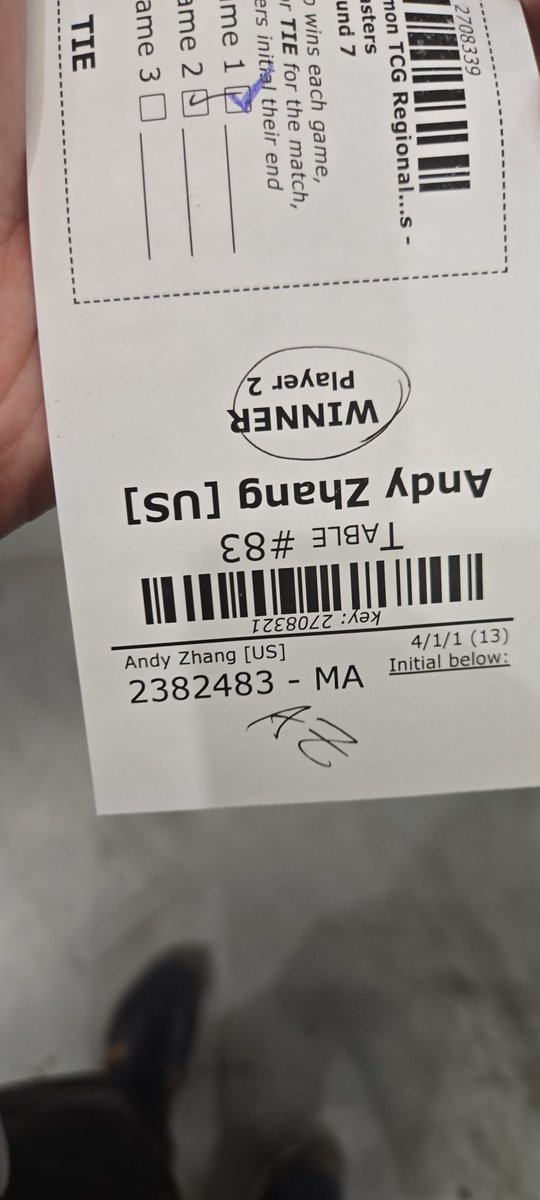 2708339
mon TCG Regional...s -
asters
und 7
o wins each game,
or TIE for the match,
ers initial their end
me 1
ame 2
ame 3
TIE
WINNER
Player 2
Andy Zhang [US]
TABLE #83
key: 2708321
Andy Zhang [US]
2382483 - MA
4/1/1 (13)
Initial below:
AZ